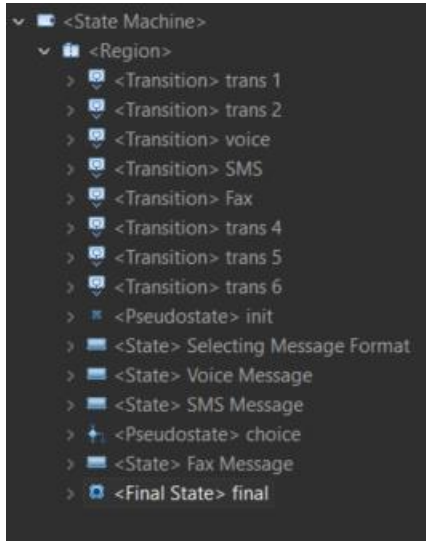 <State Machine>
<Region>
<Transition> trans 1
<Transition> trans 2
<Transition> voice
<Transition> SMS
<Transition> Fax
<Transition> trans 4
<Transition> trans 5
<Transition> trans 6
<Pseudostate> init
<State> Selecting Message Format
<State> Voice Message
<State> SMS Message
<Pseudostate> choice
<State> Fax Message
<Final State> final